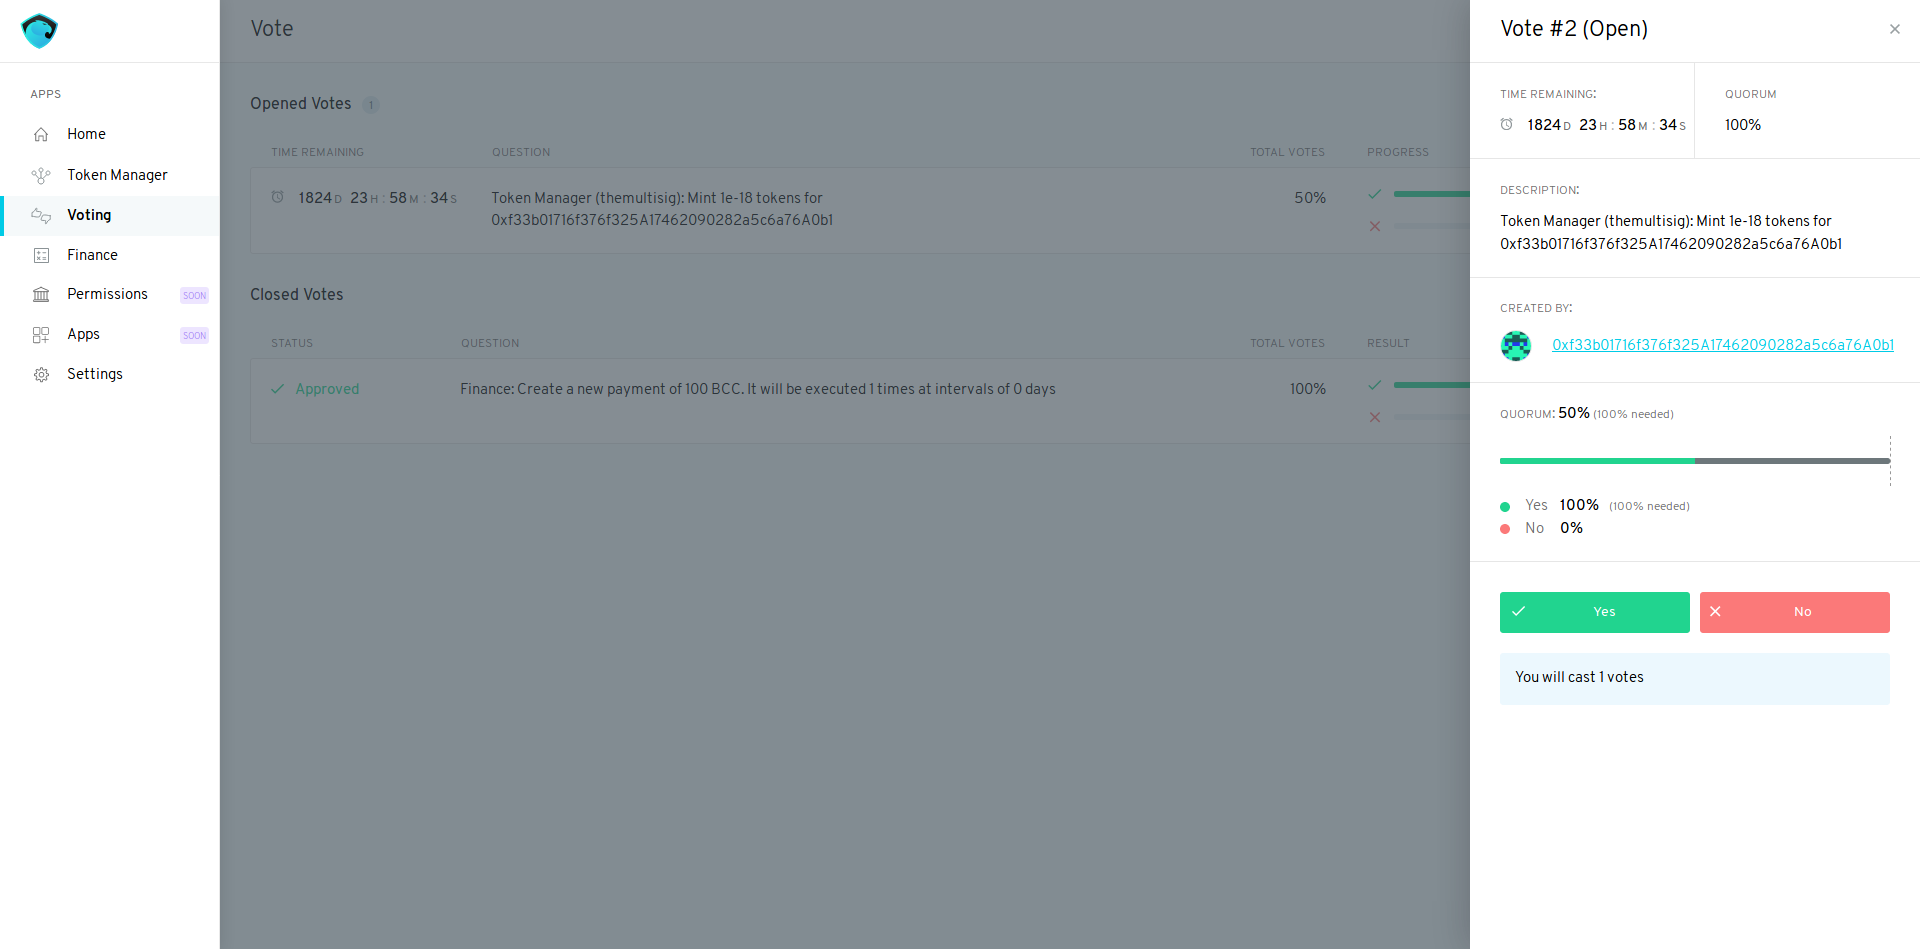 APPS
Home
Token Manager
Voting
Finance
Permissions SOON
Apps SOON
Settings
Vote
Opened Votes 1
TIME REMAINING QUESTION TOTAL VOTES PROGRESS
1824 D 23 H : 58 M : 34 S Token Manager (themultisig): Mint 1e-18 tokens for 50%
0xf33b01716f376f325A17462090282a5c6a76A0b1
Closed Votes
STATUS QUESTION TOTAL VOTES RESULT
Approved Finance: Create a new payment of 100 BCC. It will be executed 1 times at intervals of 0 days 100%
Vote #2 (Open)
TIME REMAINING: QUORUM
1824 D 23 H : 58 M : 34 S 100%
DESCRIPTION:
Token Manager (themultisig): Mint 1e-18 tokens for
0xf33b01716f376f325A17462090282a5c6a76A0b1
CREATED BY:
0xf33b01716f376f325A17462090282a5c6a76A0b1
QUORUM: 50% (100% needed)
Yes 100% (100% needed)
No 0%
Yes No
You will cast 1 votes